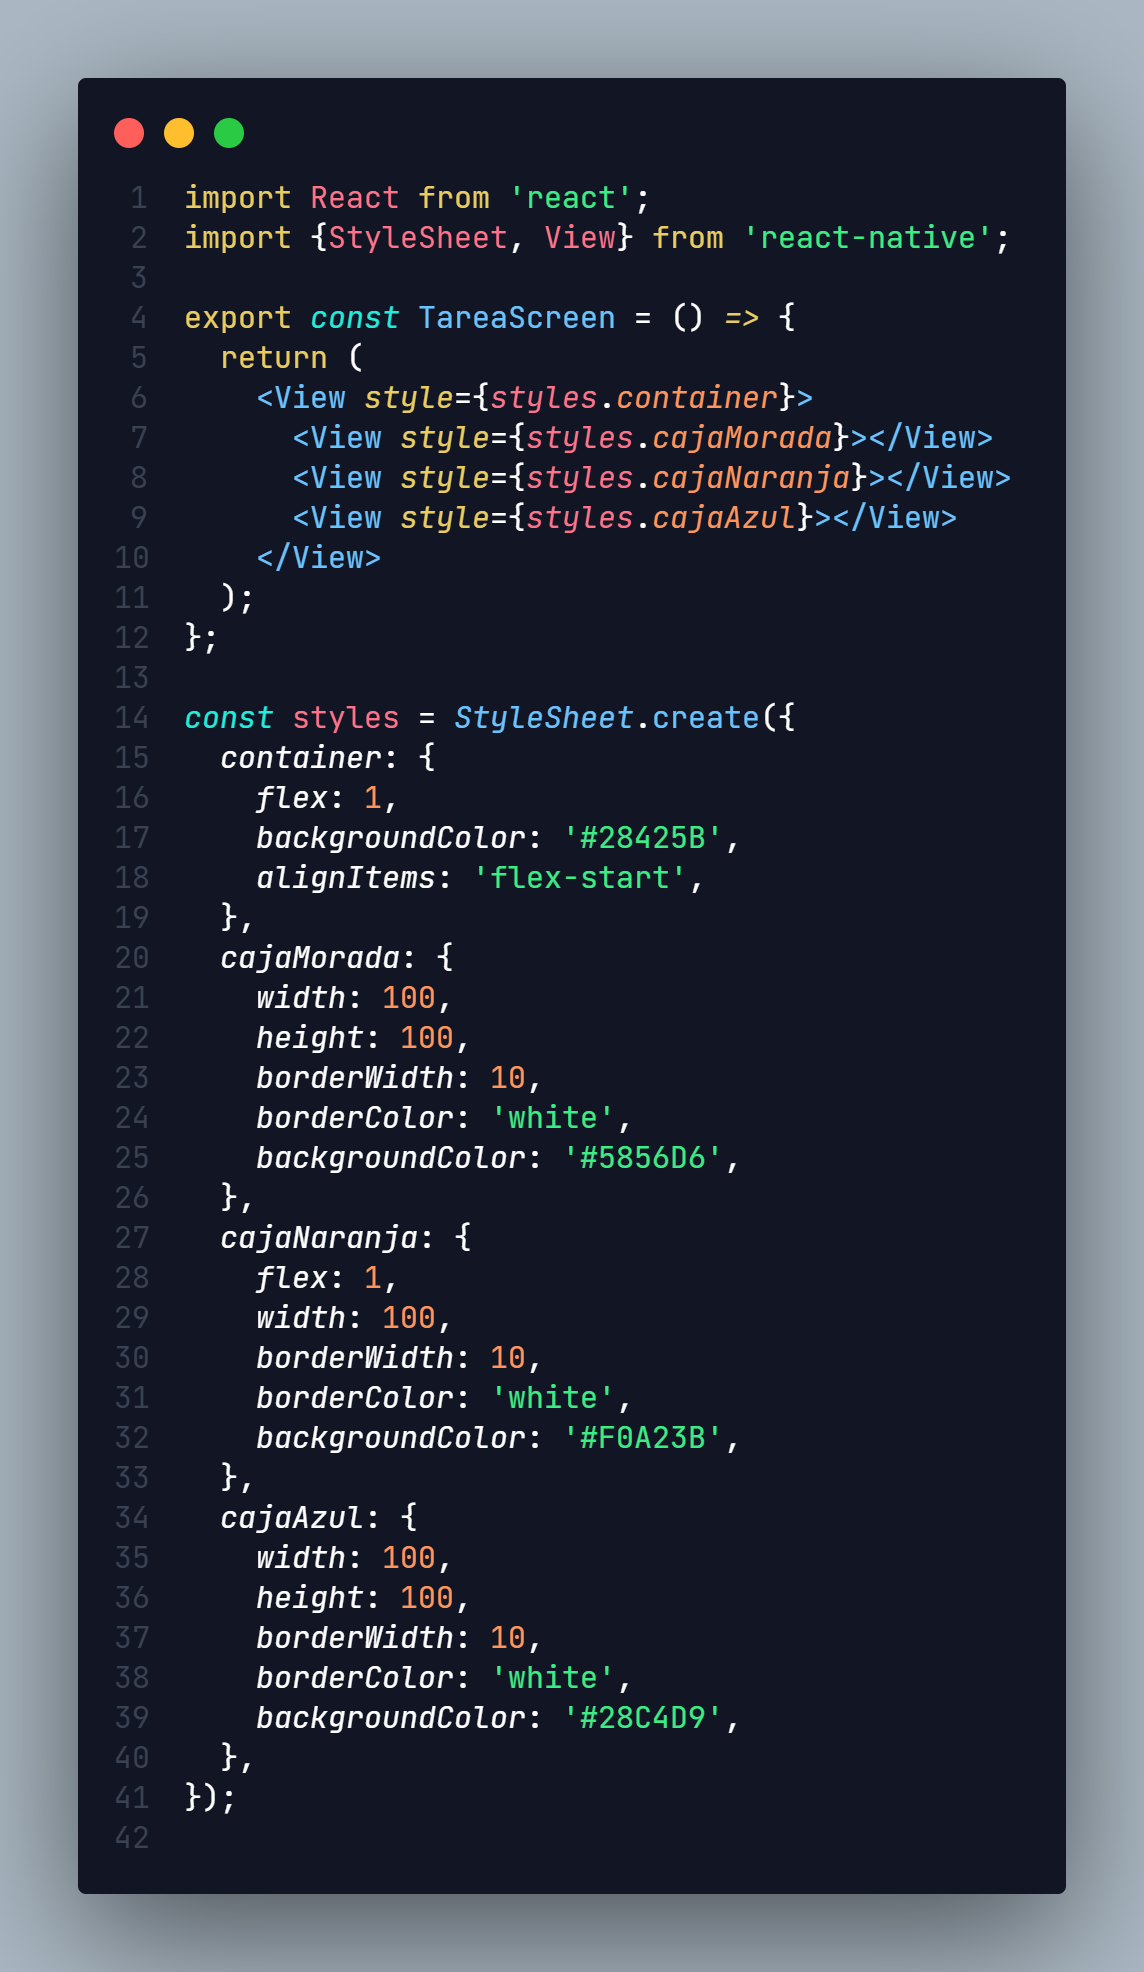 1 import React from 'react';
2 import {StyleSheet, View} from 'react-native';
3
4 export const TareaScreen = () => {
5   return (
6     <View style={styles.container}>
7       <View style={styles.cajaMorada}></View>
8       <View style={styles.cajaNaranja}></View>
9       <View style={styles.cajaAzul}></View>
10     </View>
11   );
12 };
13
14 const styles = StyleSheet.create({
15   container: {
16     flex: 1,
17     backgroundColor: '#28425B',
18     alignItems: 'flex-start',
19   },
20   cajaMorada: {
21     width: 100,
22     height: 100,
23     borderWidth: 10,
24     borderColor: 'white',
25     backgroundColor: '#5856D6',
26   },
27   cajaNaranja: {
28     flex: 1,
29     width: 100,
30     borderWidth: 10,
31     borderColor: 'white',
32     backgroundColor: '#F0A23B',
33   },
34   cajaAzul: {
35     width: 100,
36     height: 100,
37     borderWidth: 10,
38     borderColor: 'white',
39     backgroundColor: '#28C4D9',
40   },
41 });
42